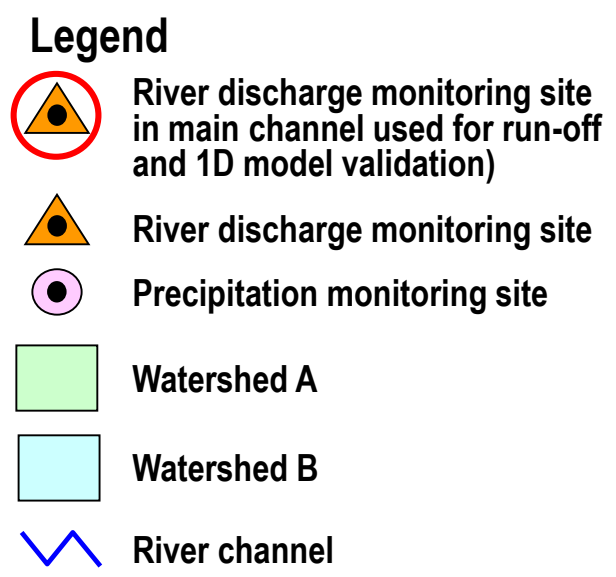 Legend
River discharge monitoring site
in main channel used for run-off
and 1D model validation)
River discharge monitoring site
Precipitation monitoring site
Watershed A
Watershed B
River channel